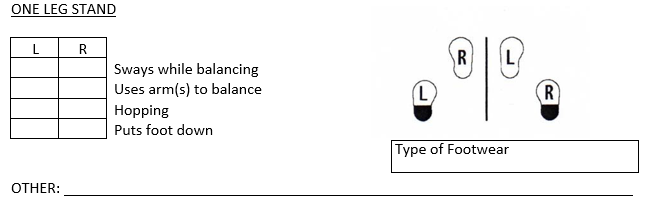 ONE LEG STAND
L R
Sways while balancing
Uses arm(s) to balance
Hopping
Puts foot down
R L
L R
Type of Footwear
OTHER: